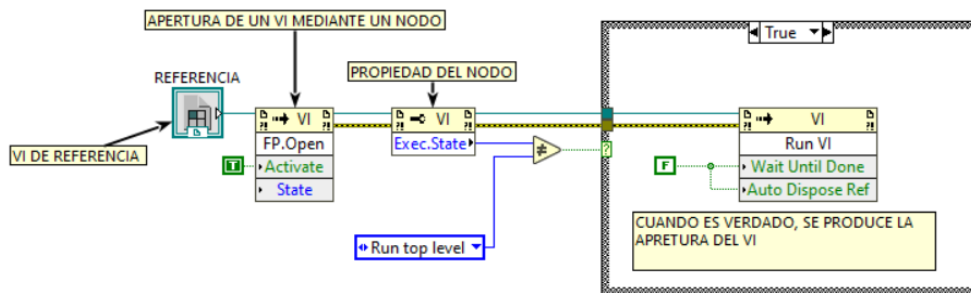 APERTURA DE UN VI MEDIANTE UN NODO
True
REFERENCIA
PROPIEDAD DEL NODO
VI DE REFERENCIA
VI
FP.Open
Activate
State
T
VI
Exec.State
≠
?
Run top level
VI
Run VI
Wait Until Done
Auto Dispose Ref
F
CUANDO ES VERDADO, SE PRODUCE LA
APRETURA DEL VI